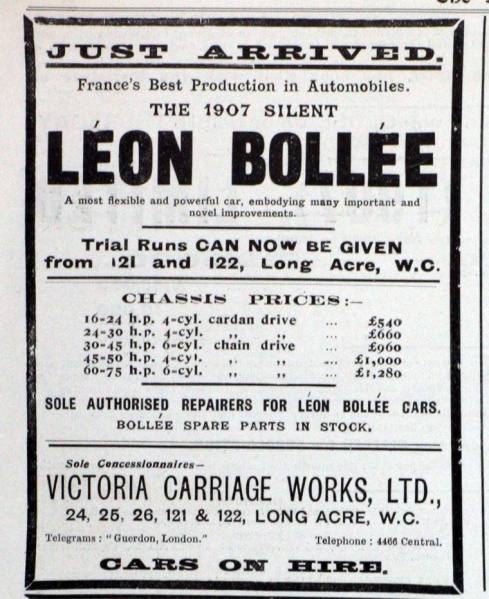 JUST ARRIVED.
France's Best Production in Automobiles.
THE 1907 SILENT
LÉON BOLLÉE
A most flexible and powerful car, embodying many important and
novel improvements.
Trial Runs CAN NOW BE GIVEN
from 121 and 122, Long Acre, W.C.
CHASSIS PRICES:—
16-24 h.p. 4-cyl. cardan drive ... £540
24-30 h.p. 4-cyl. ,, ,, ... £660
30-45 h.p. 6-cyl. chain drive ... £960
45-50 h.p. 4-cyl. ,, ,, ... £1,000
60-75 h.p. 6-cyl. ,, ,, ... £1,280
SOLE AUTHORISED REPAIRERS FOR LÉON BOLLÉE CARS.
BOLLÉE SPARE PARTS IN STOCK.
Sole Concessionnaires—
VICTORIA CARRIAGE WORKS, LTD.,
24, 25, 26, 121 & 122, LONG ACRE, W.C.
Telegrams: "Guerdon, London." Telephone: 4466 Central.
CARS ON HIRE.